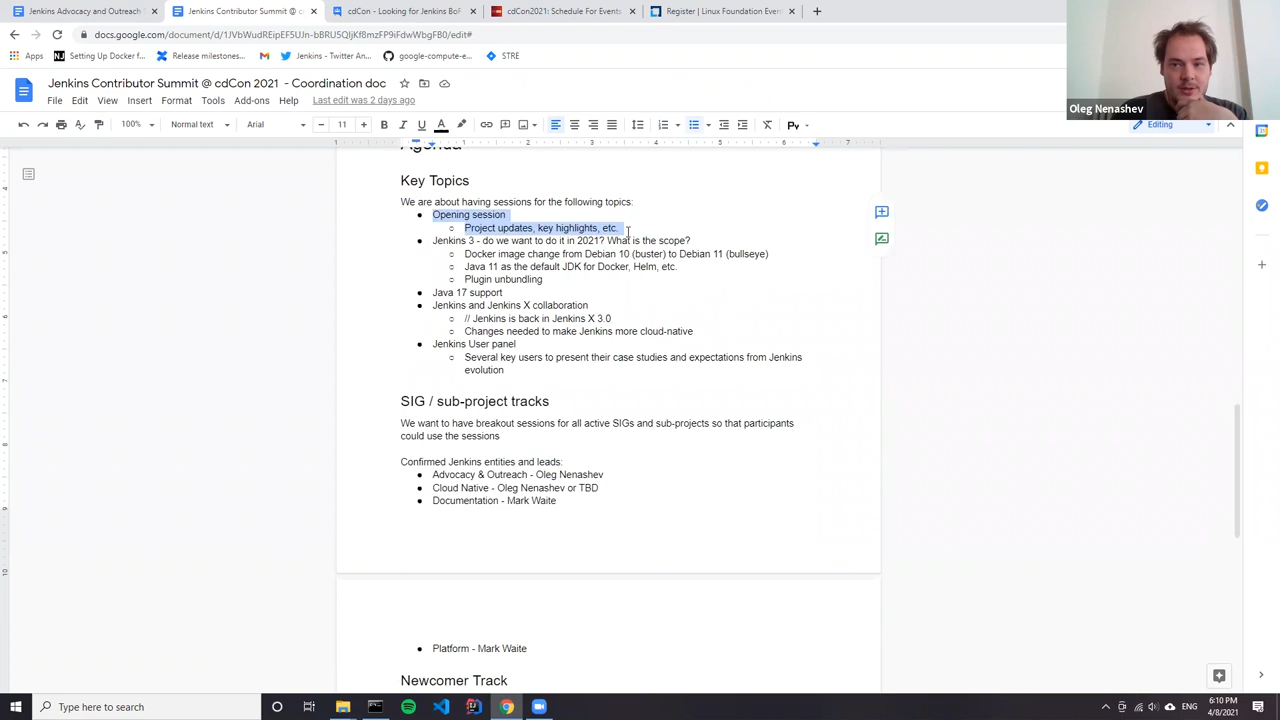 Jenkins Advocacy and Outreach
Jenkins Contributor Summit @ c
cdCon - Looking for Jenkins BoF
cdCon2021: Schedule For Events
Register | Linux Foundation Even
docs.google.com/document/d/1JVbWudREipEF5UJn-bBRU5QIjKf8mzFP9iFdwWbgFB0/edit#
Apps
Setting Up Docker f...
Release milestones...
Jenkins - Twitter An...
google-compute-e...
STRE
Jenkins Contributor Summit @ cdCon 2021 - Coordination doc
File Edit View Insert Format Tools Add-ons Help Last edit was 2 days ago
100% Normal text Arial 11 Editing
Oleg Nenashev
Agenda
Key Topics
We are about having sessions for the following topics:
Opening session
Project updates, key highlights, etc.
Jenkins 3 - do we want to do it in 2021? What is the scope?
Docker image change from Debian 10 (buster) to Debian 11 (bullseye)
Java 11 as the default JDK for Docker, Helm, etc.
Plugin unbundling
Java 17 support
Jenkins and Jenkins X collaboration
// Jenkins is back in Jenkins X 3.0
Changes needed to make Jenkins more cloud-native
Jenkins User panel
Several key users to present their case studies and expectations from Jenkins
evolution
SIG / sub-project tracks
We want to have breakout sessions for all active SIGs and sub-projects so that participants
could use the sessions
Confirmed Jenkins entities and leads:
Advocacy & Outreach - Oleg Nenashev
Cloud Native - Oleg Nenashev or TBD
Documentation - Mark Waite
Platform - Mark Waite
Newcomer Track
Type here to search
ENG
6:10 PM
4/8/2021